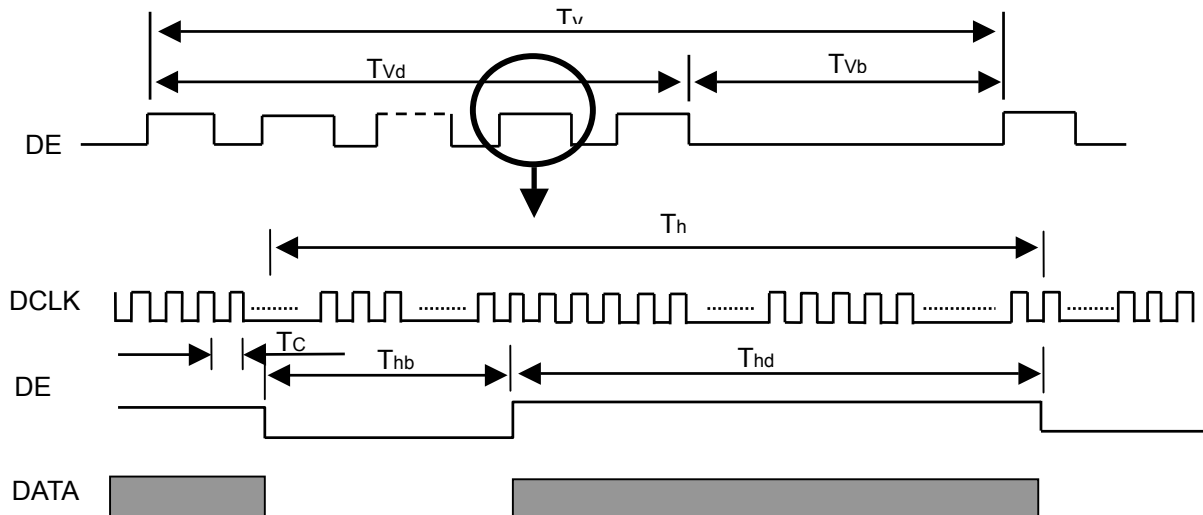 Tv
TVd
TVb
DE
Th
DCLK
TC
Thb
Thd
DE
DATA